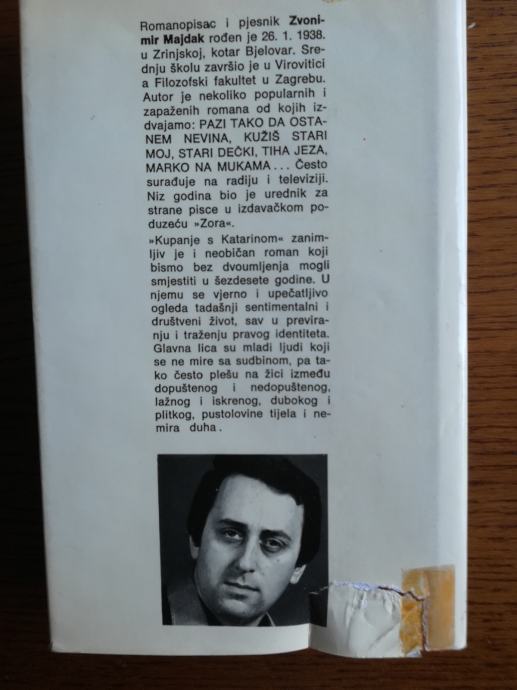 Romanopisac i pjesnik Zvoni-
mir Majdak rođen je 26. 1. 1938.
u Zrinjskoj, kotar Bjelovar. Sre-
dnju školu završio je u Virovitici
a Filozofski fakultet u Zagrebu.
Autor je nekoliko popularnih i
zapaženih romana od kojih iz-
dvajamo: PAZI TAKO DA OSTA-
NEM NEVINA, KUŽIŠ STARI
MOJ, STARI DEČKI, TIHA JEZA,
MARKO NA MUKAMA... Često
surađuje na radiju i televiziji.
Niz godina bio je urednik za
strane pisce u izdavačkom po-
duzeću »Zora«.
»Kupanje s Katarinom« zanim-
ljiv je i neobičan roman koji
bismo bez dvoumljenja mogli
smjestiti u šezdesete godine. U
njemu se vjerno i upečatljivo
ogleda tadašnji sentimentalni i
društveni život, sav u previra-
nju i traženju pravog identiteta.
Glavna lica su mladi ljudi koji
se ne mire sa sudbinom, pa ta-
ko često plešu na žici između
dopuštenog i nedopuštenog,
lažnog i iskrenog, dubokog i
plitkog, pustolovine tijela i ne-
mira duha.